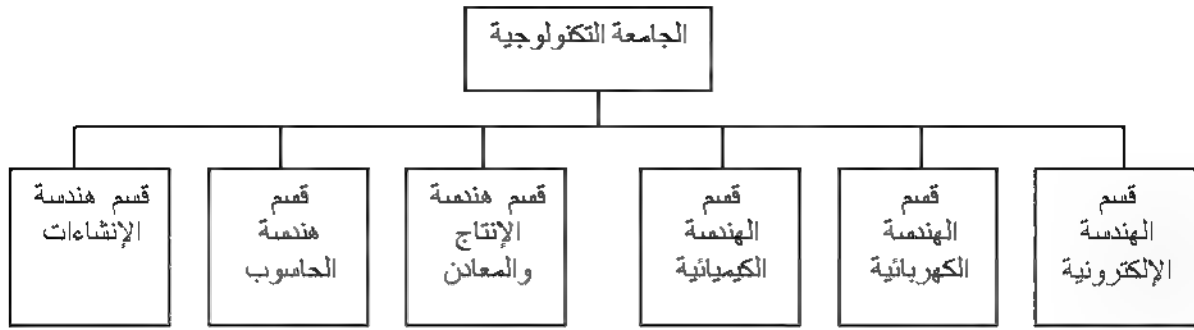 الجامعة التكنولوجية
قسم
الهندسة
الإلكترونية
قسم
الهندسة
الكهربائية
قسم
الهندسة
الكيميائية
قسم هندسة
الإنتاج
والمعادن
قسم
هندسة
الحاسوب
قسم هندسة
الإنشاءات